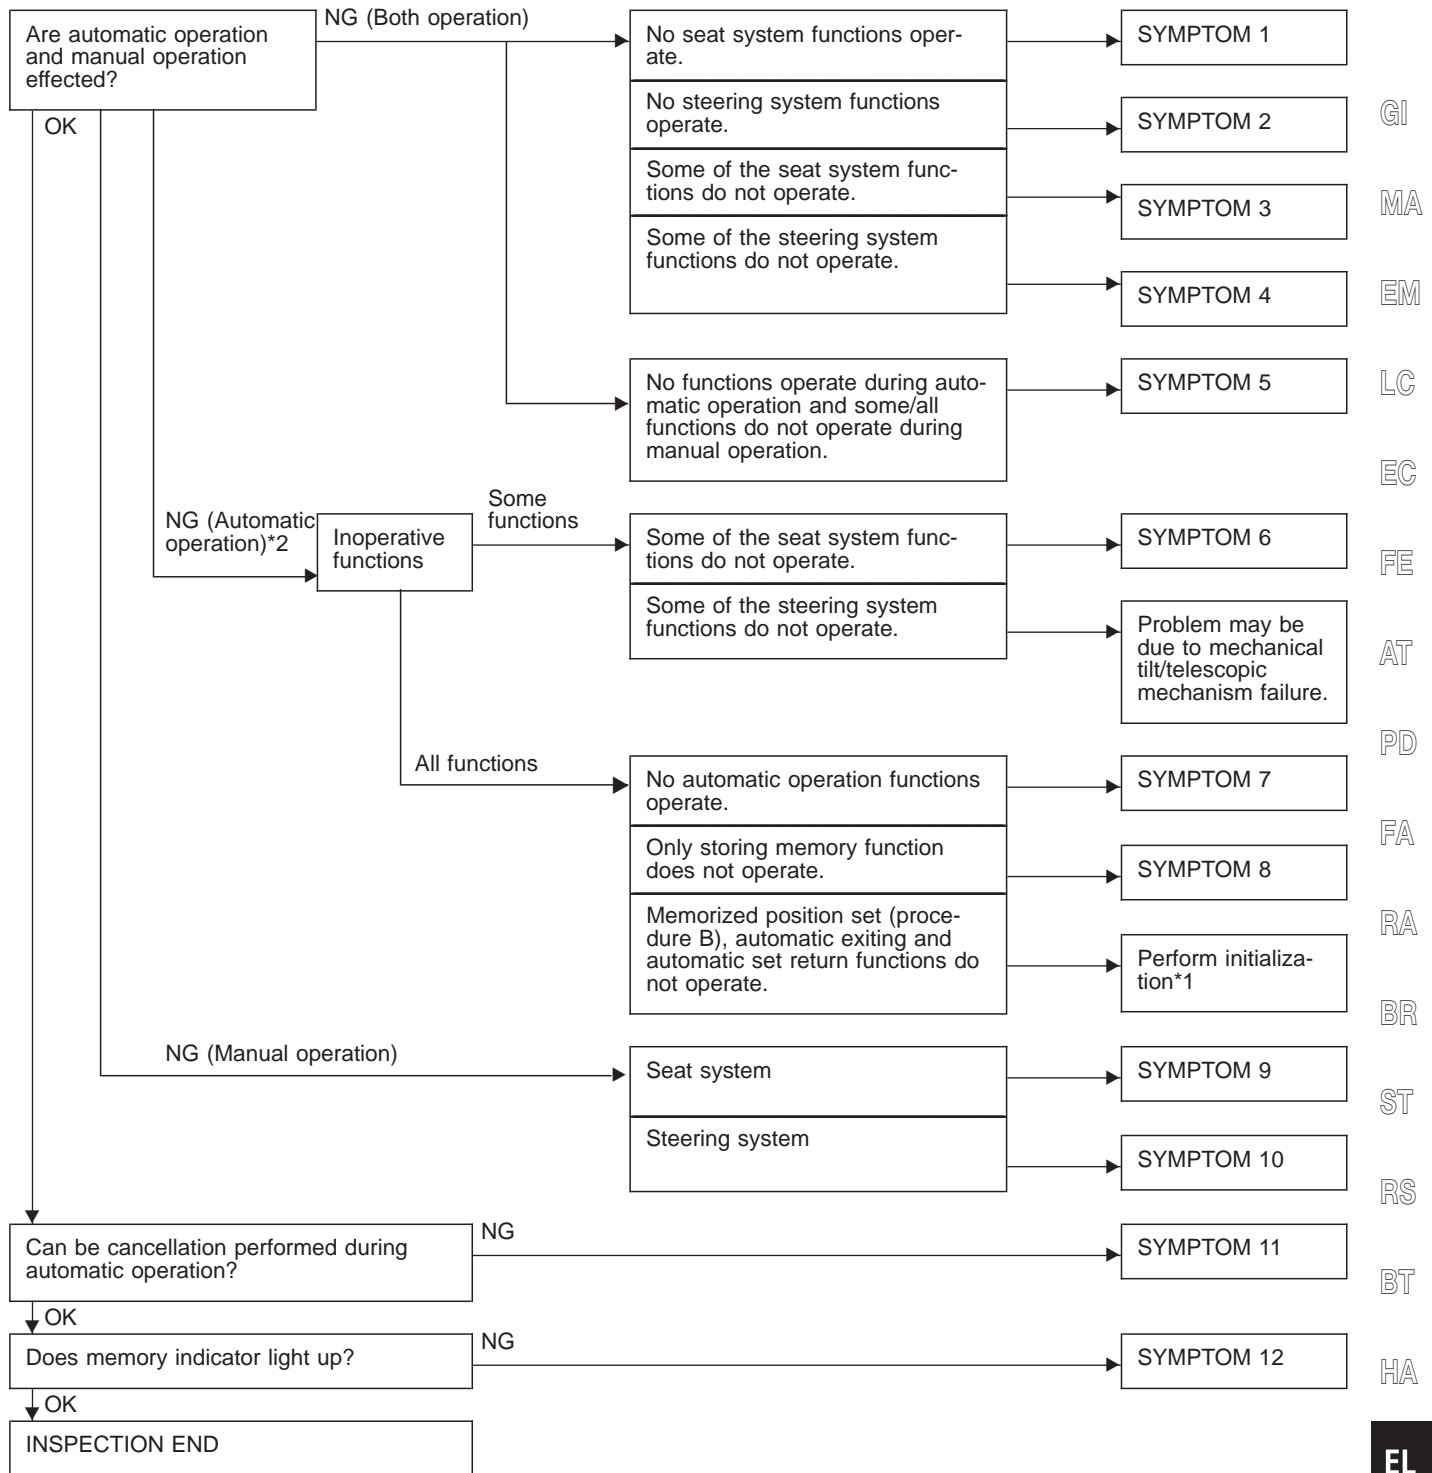 NG (Both operation)
Are automatic operation
and manual operation
effected?
OK
No seat system functions oper-
ate.
SYMPTOM 1
No steering system functions
operate.
SYMPTOM 2
Some of the seat system func-
tions do not operate.
SYMPTOM 3
Some of the steering system
functions do not operate.
SYMPTOM 4
No functions operate during auto-
matic operation and some/all
functions do not operate during
manual operation.
SYMPTOM 5
NG (Automatic
operation)*2
Inoperative
functions
Some
functions
Some of the seat system func-
tions do not operate.
SYMPTOM 6
Some of the steering system
functions do not operate.
Problem may be
due to mechanical
tilt/telescopic
mechanism failure.
All functions
No automatic operation functions
operate.
SYMPTOM 7
Only storing memory function
does not operate.
SYMPTOM 8
Memorized position set (proce-
dure B), automatic exiting and
automatic set return functions do
not operate.
Perform initializa-
tion*1
NG (Manual operation)
Seat system
SYMPTOM 9
Steering system
SYMPTOM 10
Can be cancellation performed during
automatic operation?
NG
SYMPTOM 11
OK
Does memory indicator light up?
NG
SYMPTOM 12
OK
INSPECTION END
GI
MA
EM
LC
EC
FE
AT
PD
FA
RA
BR
ST
RS
BT
HA
EL